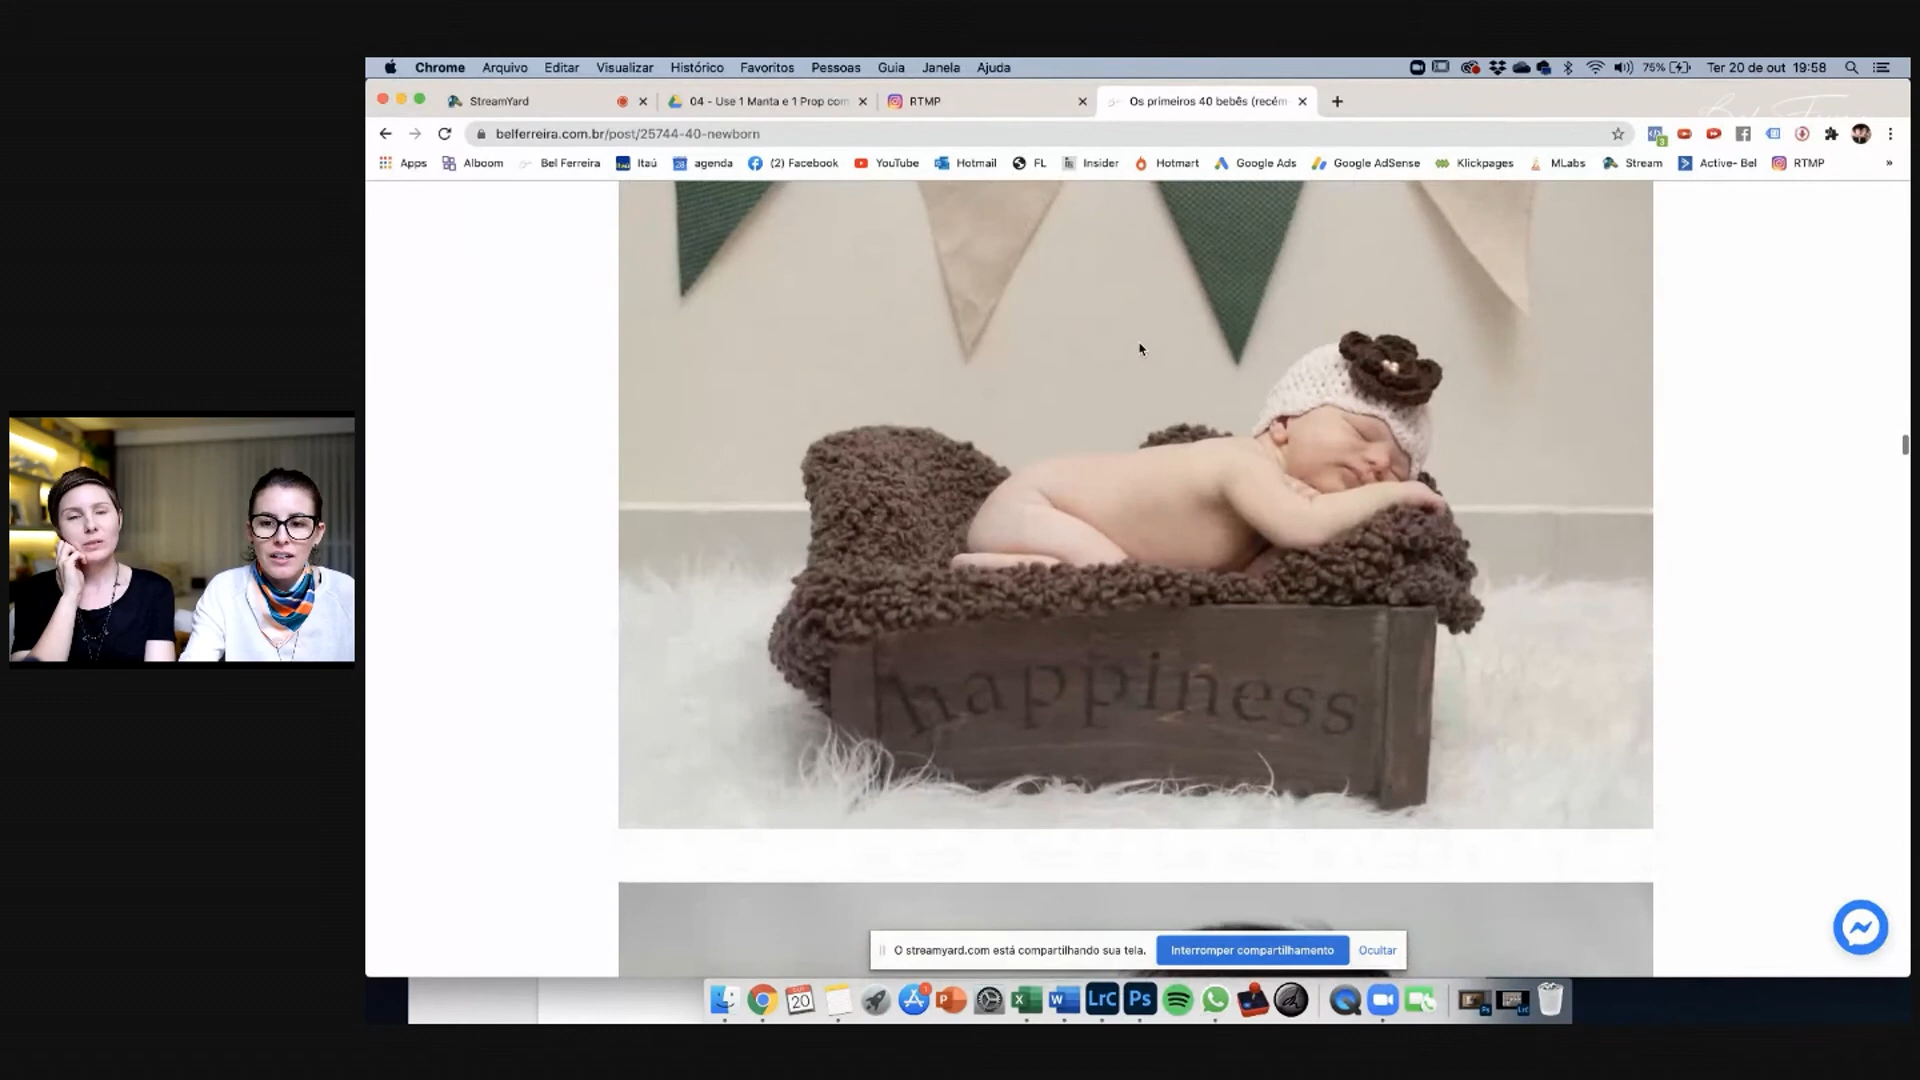 Chrome Arquivo Editar Visualizar Histórico Favoritos Pessoas Guia Janela Ajuda 75% Ter 20 de out 19:58
StreamYard 04 - Use 1 Manta e 1 Prop com RTMP Os primeiros 40 bebês (recém
belferreira.com.br/post/25744-40-newborn
Apps Alboom Bel Ferreira Itaú agenda (2) Facebook YouTube Hotmail FL Insider Hotmart Google Ads Google AdSense Klickpages MLabs Stream Active- Bel RTMP »
happiness
O streamyard.com está compartilhando sua tela. Interromper compartilhamento Ocultar
20 LrC Ps